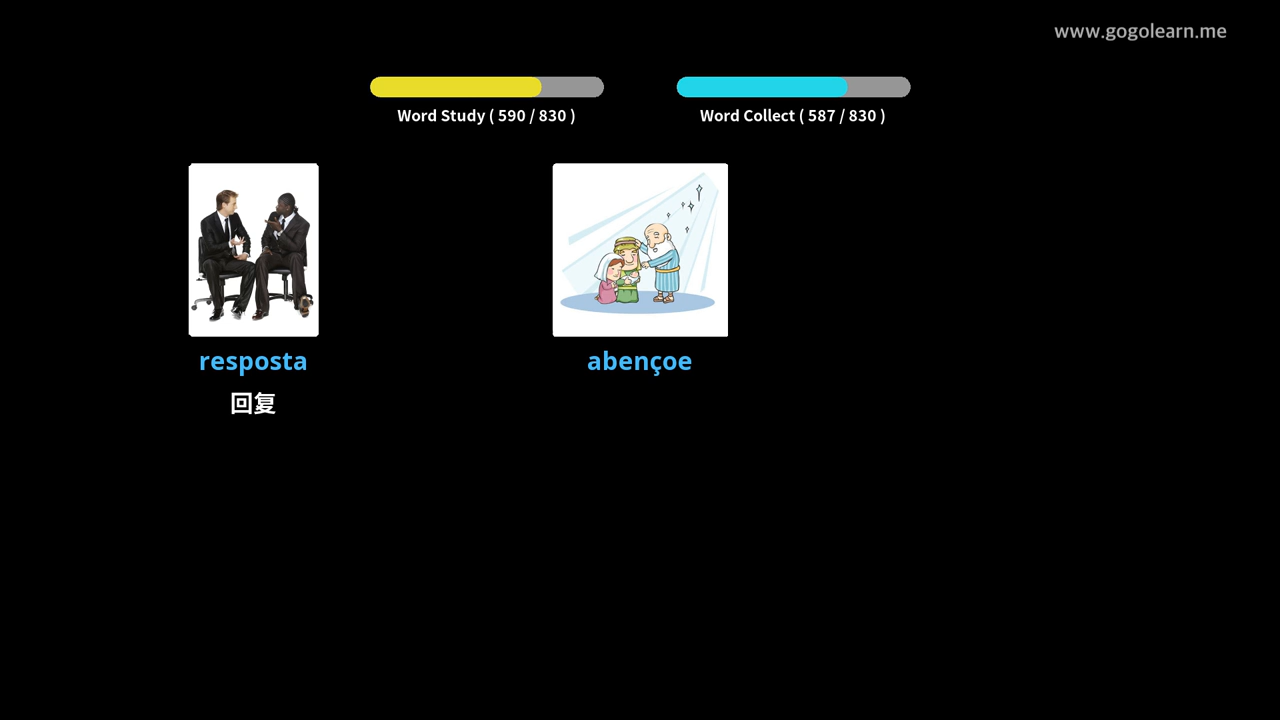 www.gogolearn.me
Word Study ( 590 / 830 )
Word Collect ( 587 / 830 )
resposta
abençoe
回复